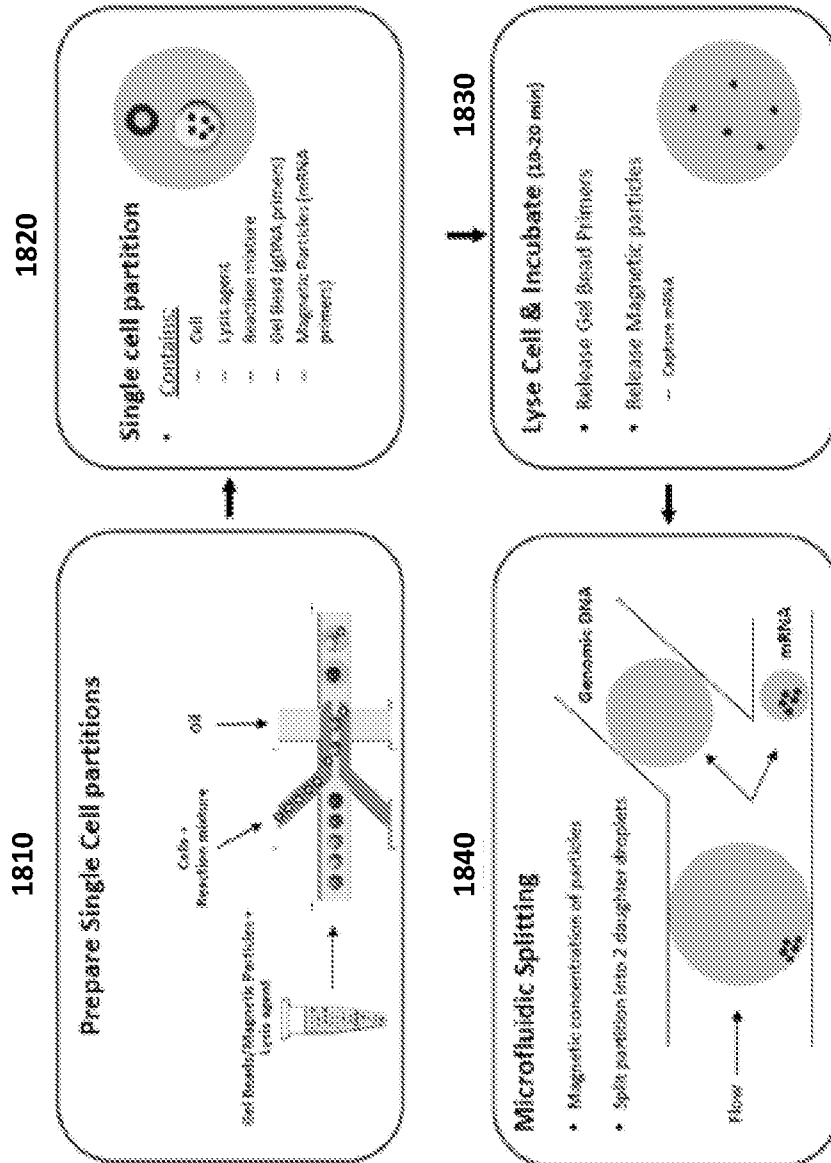 1810
Prepare Single Cell partitions
Gel Beads/Magnetic Particles +
Lysis agent
Cells +
Reaction mixture
Oil
1820
Single cell partition
• Contains:
– Cell
– Lysis agent
– Reaction mixture
– Gel Bead (gDNA primers)
– Magnetic Particles (mRNA
primers)
1830
Lyse Cell & Incubate (10-20 min)
• Release Gel Bead Primers
• Release Magnetic particles
– Capture mRNA
1840
Microfluidic Splitting
• Magnetic concentration of particles
• Split partition into 2 daughter droplets
Flow
Genomic DNA
mRNA